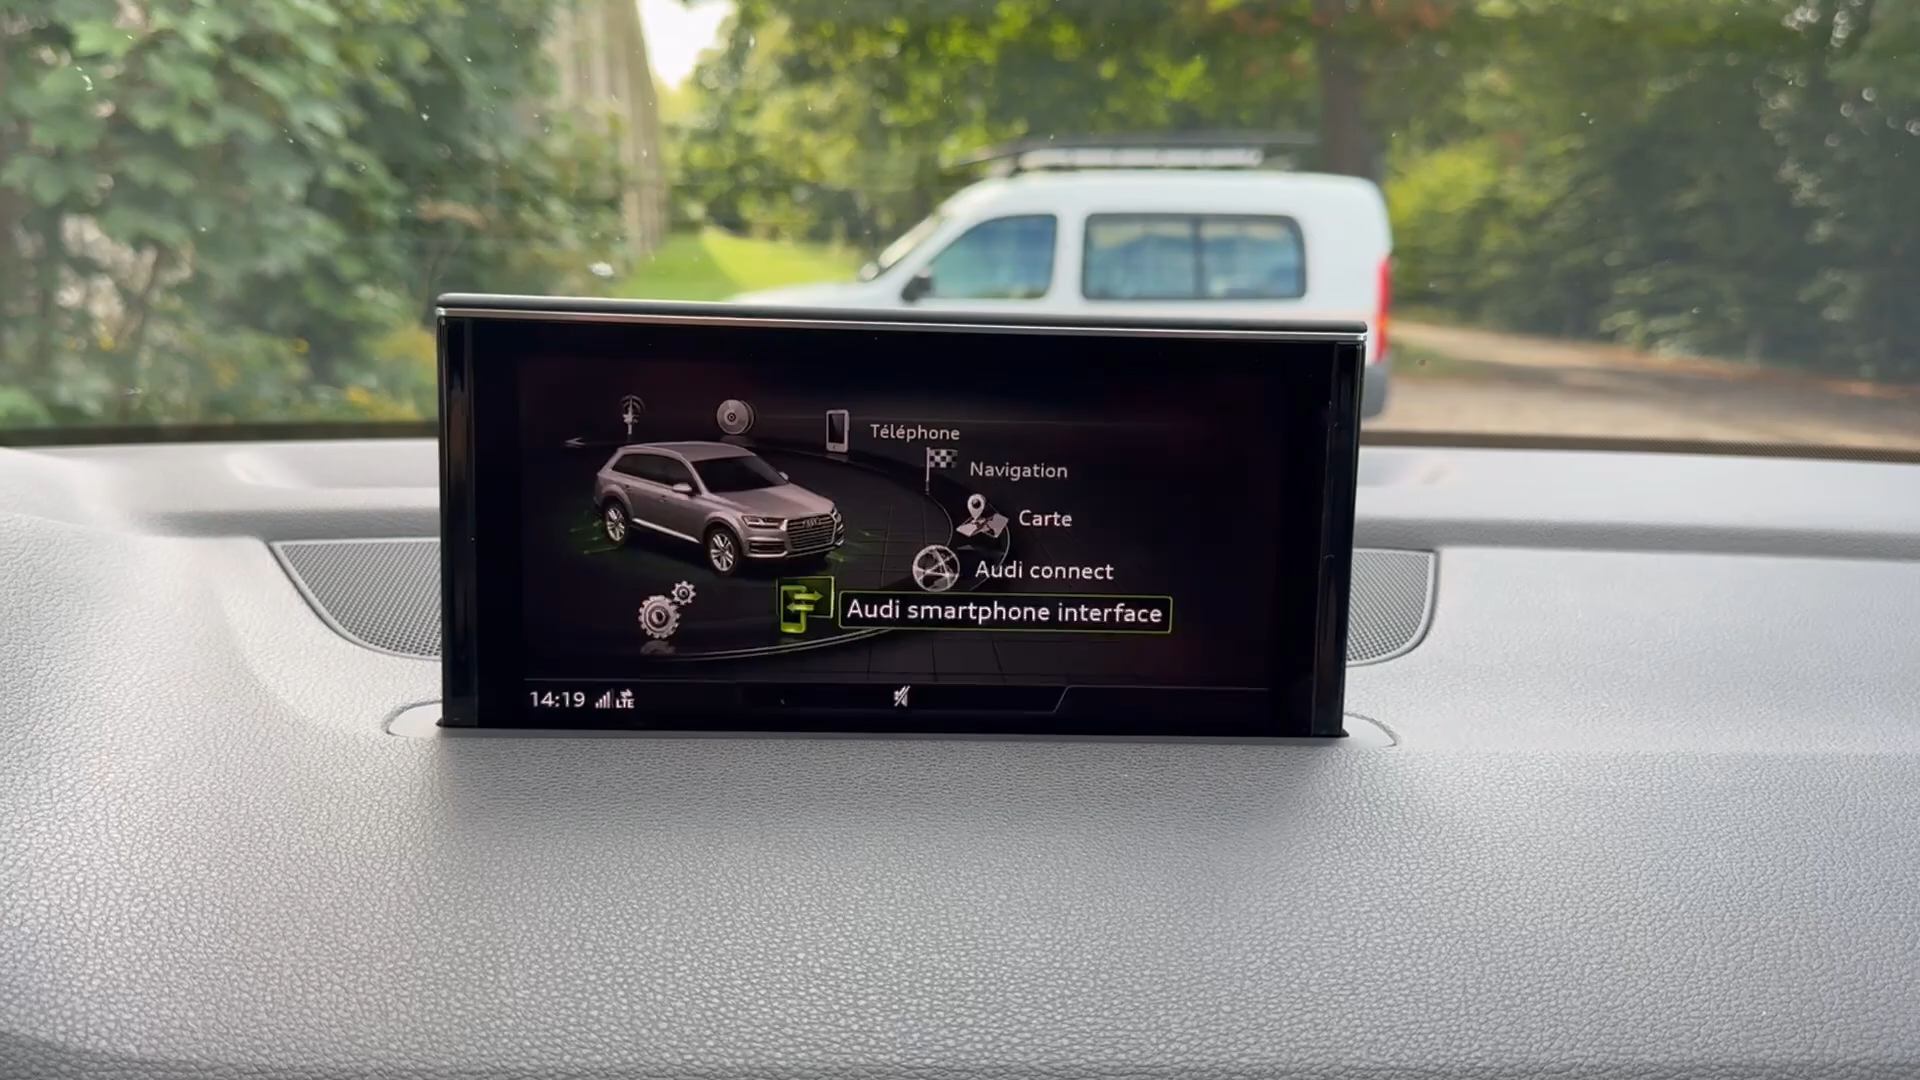 Téléphone
Navigation
Carte
Audi connect
Audi smartphone interface
14:19 LTE